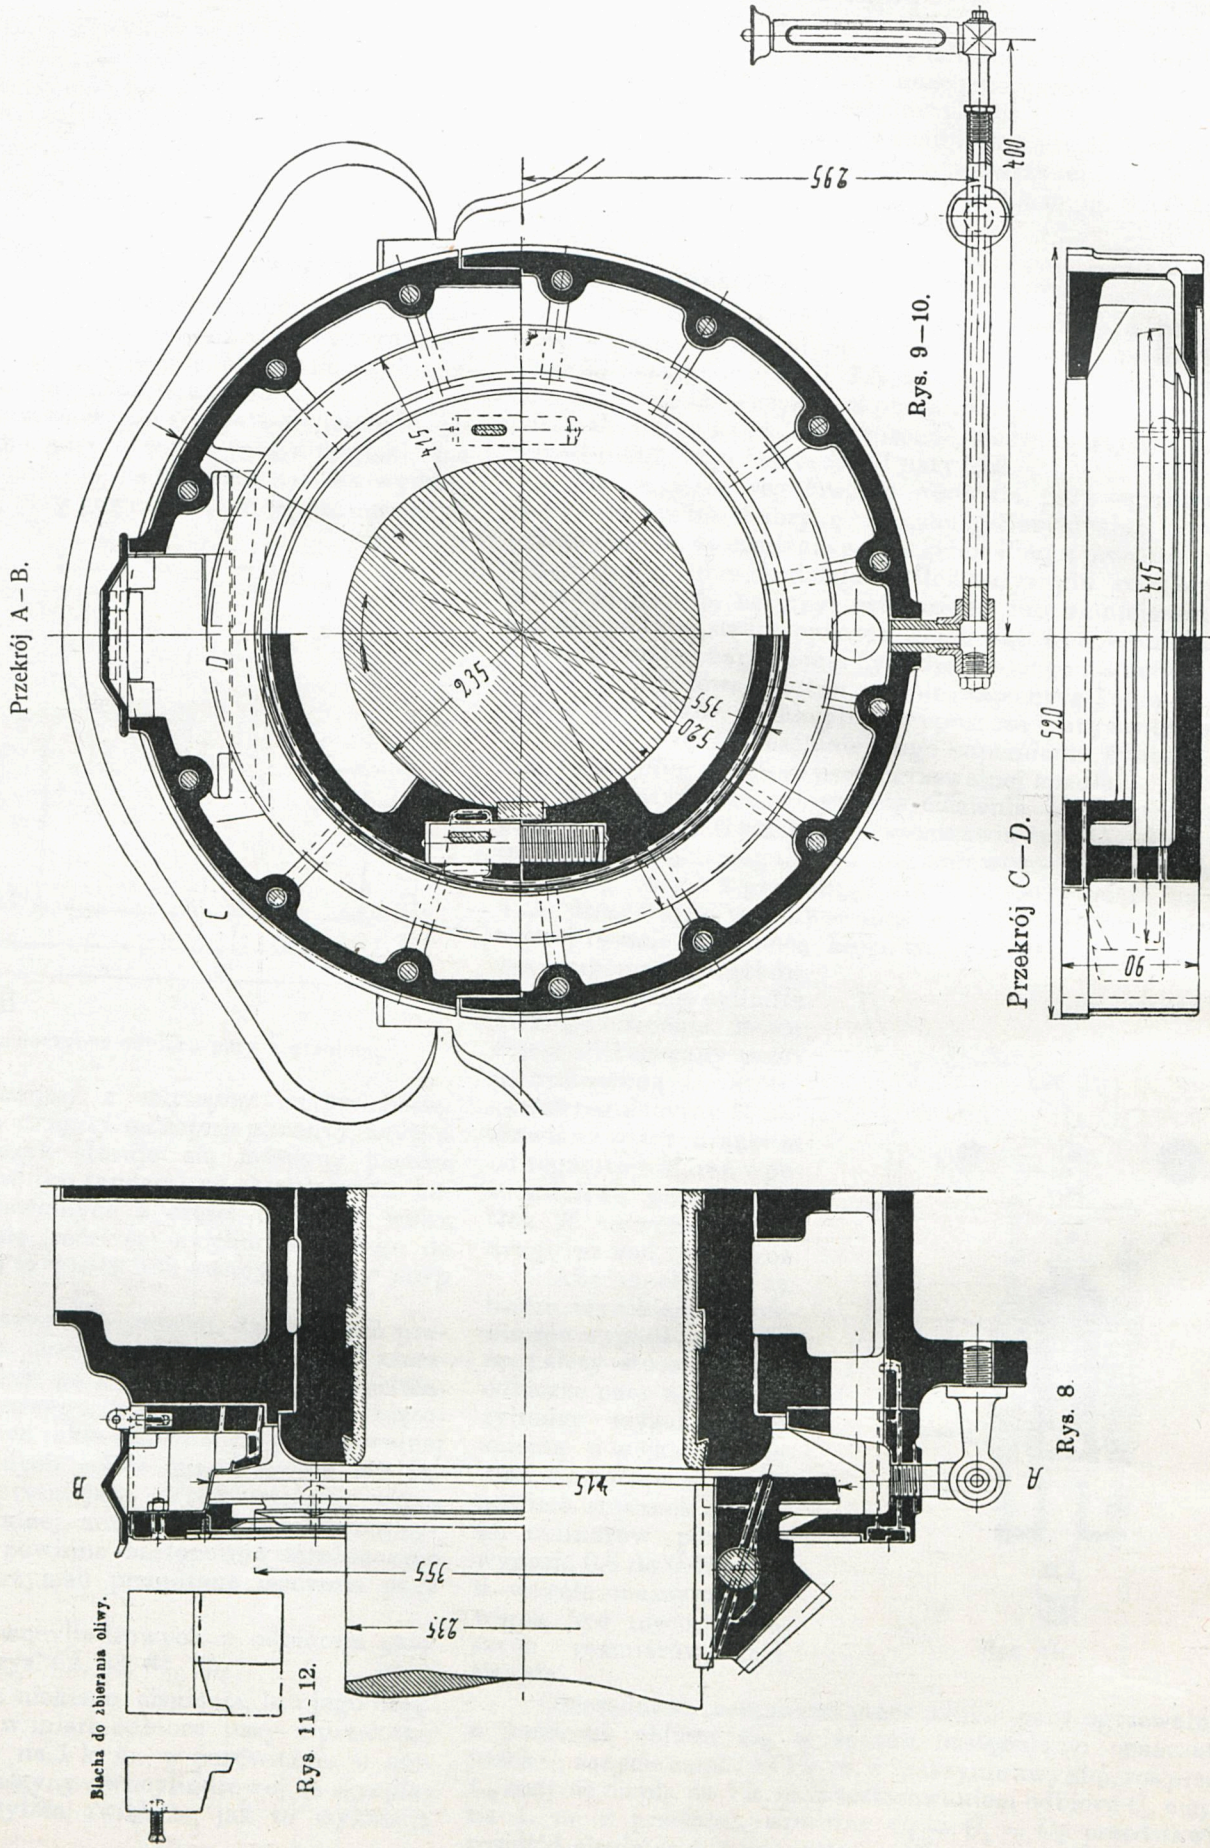 Przekrój A–B.
C
D
415
235
520
355
295
400
Rys. 9–10.
Przekrój C–D.
520
415
90
B
A
415
355
235
Rys. 8.
Blacha do zbierania oliwy.
Rys. 11–12.